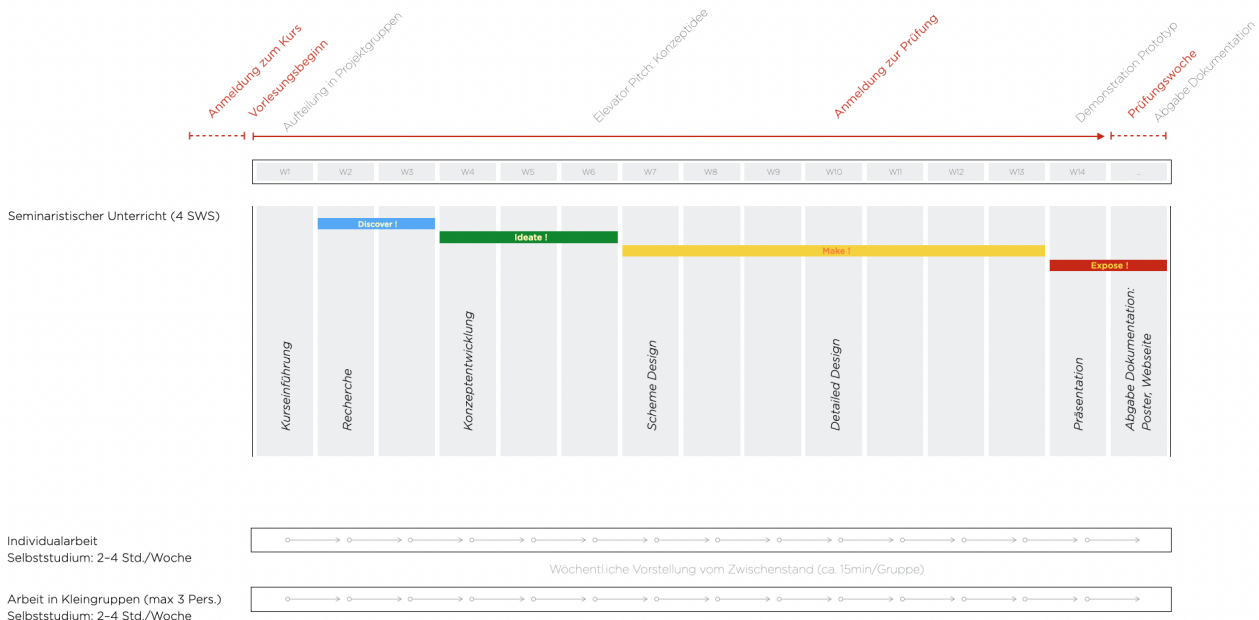 Anmeldung zum Kurs
Vorlesungsbeginn
Aufteilung in Projektgruppen
Elevator Pitch: Konzeptidee
Anmeldung zur Prüfung
Demonstration Prototyp
Prüfungswoche
Abgabe Dokumentation
W1 W2 W3 W4 W5 W6 W7 W8 W9 W10 W11 W12 W13 W14 ..
Seminaristischer Unterricht (4 SWS)
Discover !
Ideate !
Make !
Expose !
Kurseinführung
Recherche
Konzeptentwicklung
Scheme Design
Detailed Design
Präsentation
Abgabe Dokumentation:
Poster, Webseite
Individualarbeit
Selbststudium: 2–4 Std./Woche
Wöchentliche Vorstellung vom Zwischenstand (ca. 15min/Gruppe)
Arbeit in Kleingruppen (max 3 Pers.)
Selbststudium: 2–4 Std./Woche